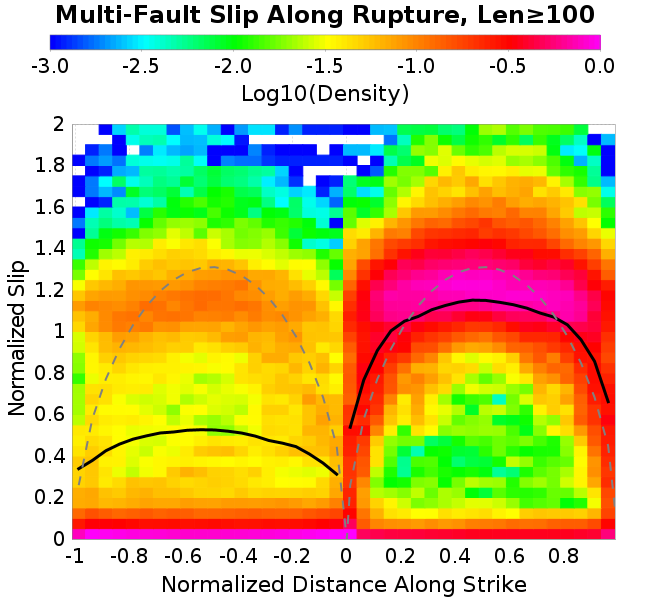 Multi-Fault Slip Along Rupture, Len≥100
-3.0 -2.5 -2.0 -1.5 -1.0 -0.5 0.0
Log10(Density)
2
1.8
1.6
1.4
1.2
1
0.8
0.6
0.4
0.2
0
Normalized Slip
-1 -0.8 -0.6 -0.4 -0.2 0 0.2 0.4 0.6 0.8
Normalized Distance Along Strike